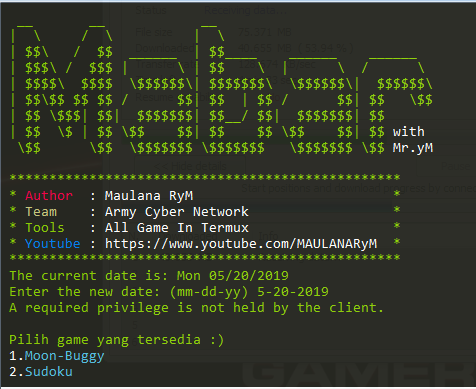 Mabar
with
Mr.yM
**************************************************
* Author  : Maulana RyM                          *
* Team    : Army Cyber Network                   *
* Tools   : All Game In Termux                   *
* Youtube : https://www.youtube.com/MAULANARyM  *
**************************************************
The current date is: Mon 05/20/2019
Enter the new date: (mm-dd-yy) 5-20-2019
A required privilege is not held by the client.
Pilih game yang tersedia :)
1.Moon-Buggy
2.Sudoku